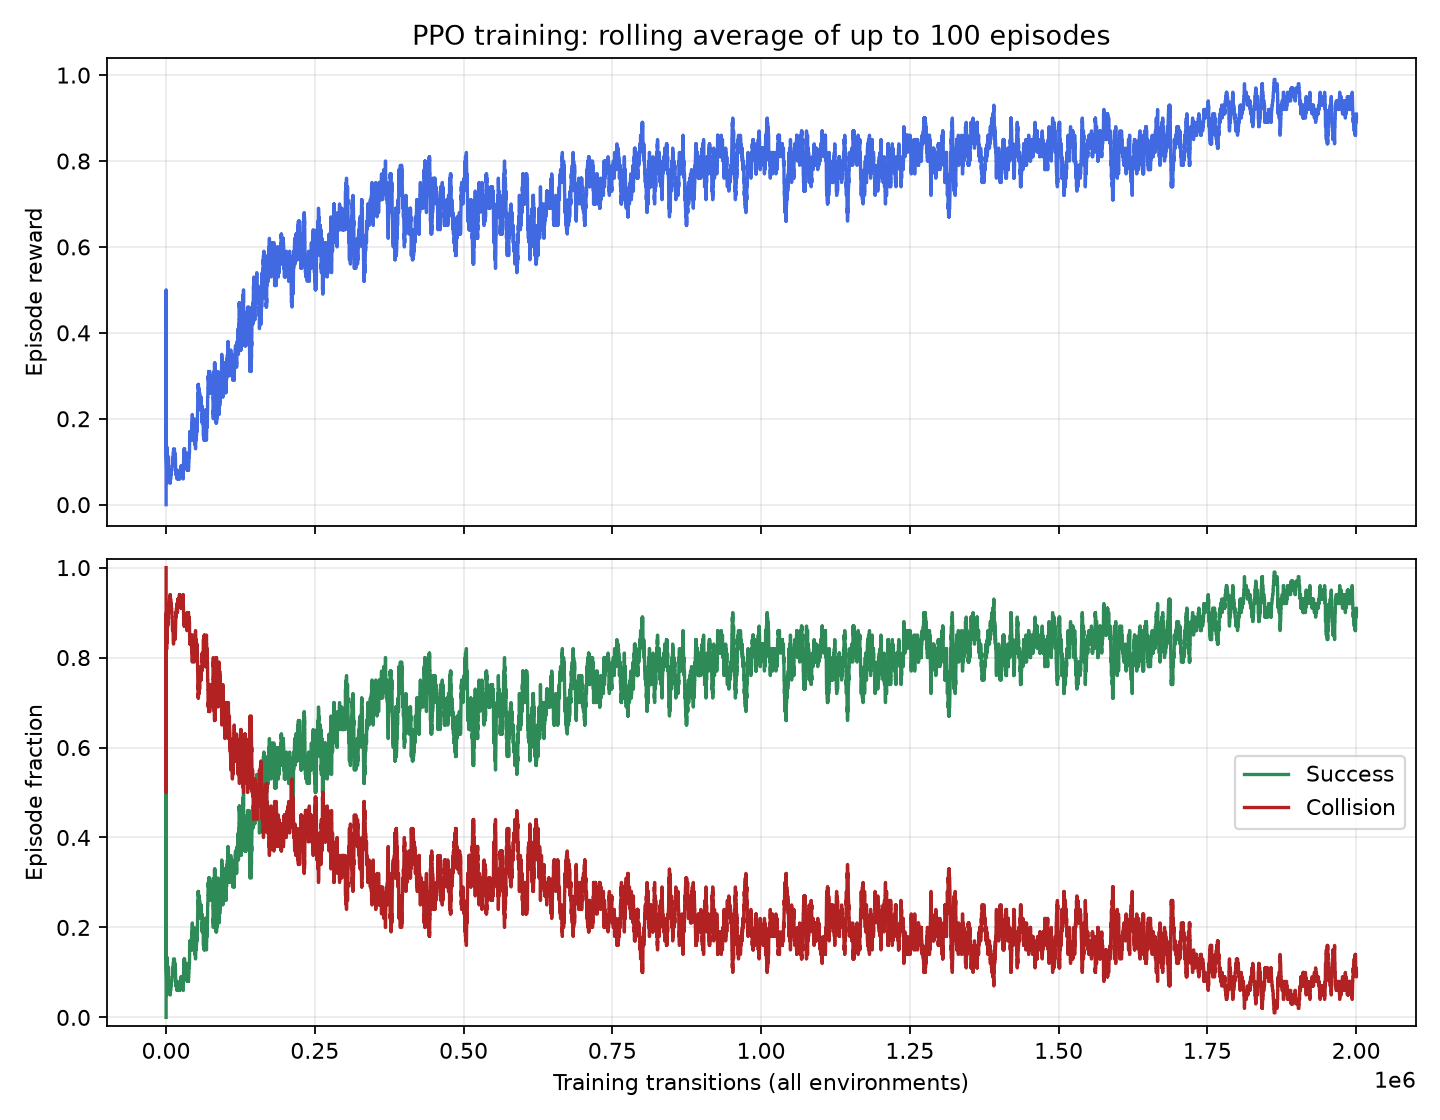 PPO training: rolling average of up to 100 episodes
1.0
0.8
0.6
0.4
0.2
0.0
Episode reward
1.0
0.8
0.6
0.4
0.2
0.0
Episode fraction
Success
Collision
0.00 0.25 0.50 0.75 1.00 1.25 1.50 1.75 2.00
Training transitions (all environments)
1e6